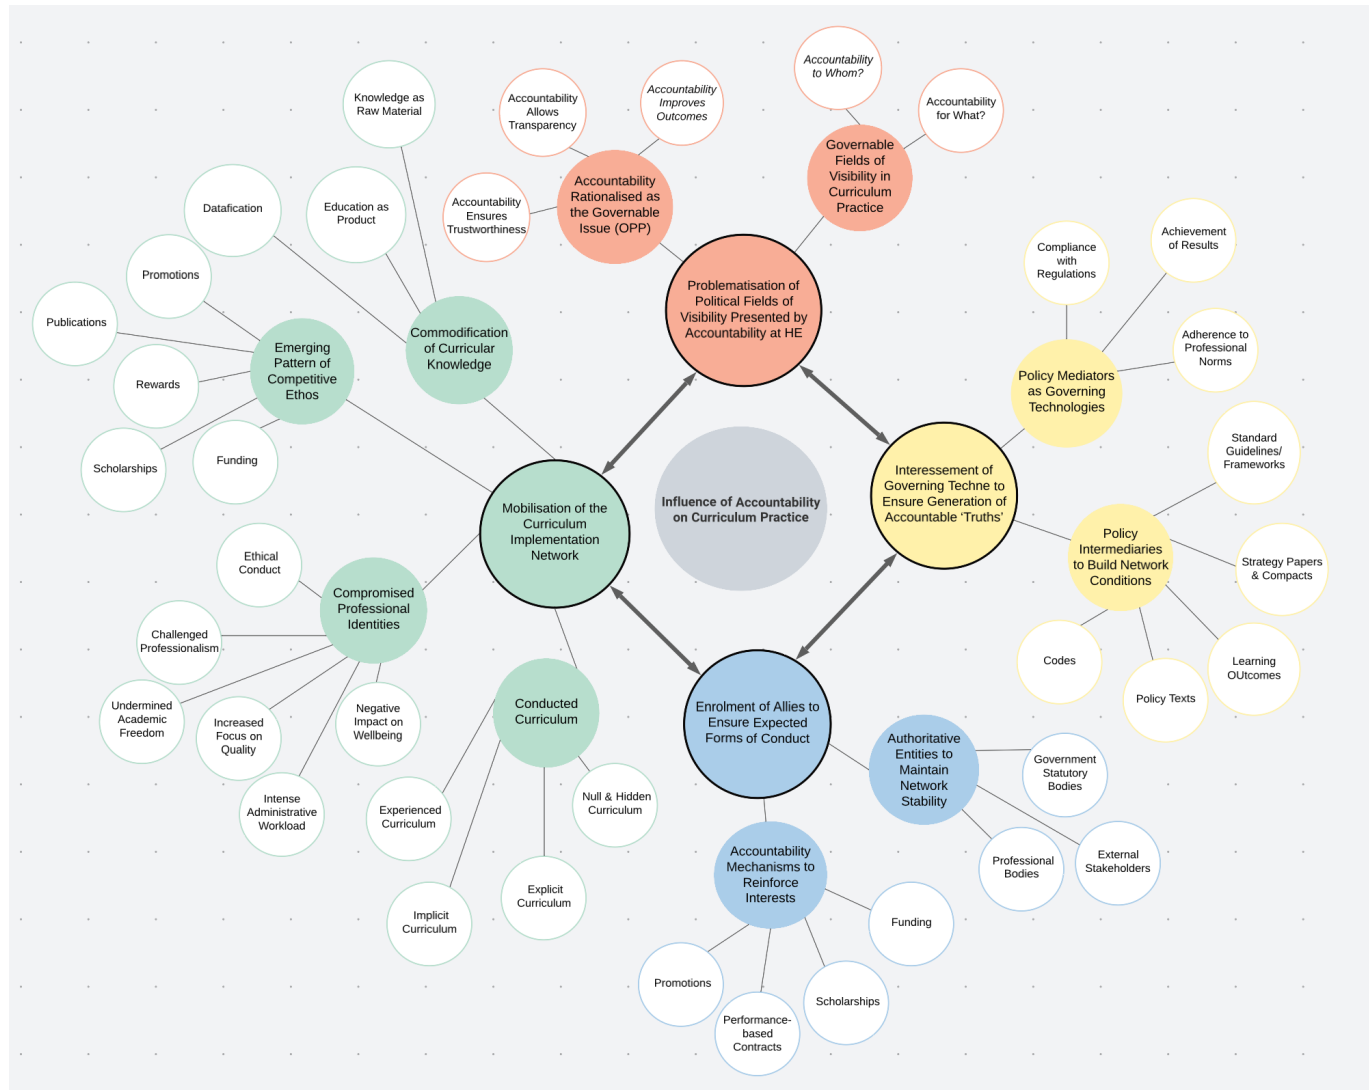 Accountability
to Whom?
Accountability
for What?
Governable
Fields of
Visibility in
Curriculum
Practice
Accountability
Allows
Transparency
Accountability
Improves
Outcomes
Accountability
Ensures
Trustworthiness
Accountability
Rationalised as
the Governable
Issue (OPP)
Problematisation of
Political Fields of
Visibility Presented by
Accountability at HE
Knowledge as
Raw Material
Education as
Product
Datafication
Commodification
of Curricular
Knowledge
Promotions
Publications
Rewards
Scholarships
Funding
Emerging
Pattern of
Competitive
Ethos
Mobilisation of the
Curriculum
Implementation
Network
Influence of Accountability
on Curriculum Practice
Compliance
with
Regulations
Achievement
of Results
Adherence to
Professional
Norms
Policy Mediators
as Governing
Technologies
Interessement of
Governing Techne to
Ensure Generation of
Accountable ‘Truths’
Standard
Guidelines/
Frameworks
Policy
Intermediaries
to Build Network
Conditions
Strategy Papers
& Compacts
Learning
OUtcomes
Policy Texts
Codes
Ethical
Conduct
Compromised
Professional
Identities
Challenged
Professionalism
Undermined
Academic
Freedom
Increased
Focus on
Quality
Intense
Administrative
Workload
Negative
Impact on
Wellbeing
Conducted
Curriculum
Experienced
Curriculum
Implicit
Curriculum
Explicit
Curriculum
Null & Hidden
Curriculum
Enrolment of Allies to
Ensure Expected
Forms of Conduct
Authoritative
Entities to
Maintain
Network
Stability
Government
Statutory
Bodies
External
Stakeholders
Professional
Bodies
Accountability
Mechanisms to
Reinforce
Interests
Funding
Scholarships
Performance-
based
Contracts
Promotions